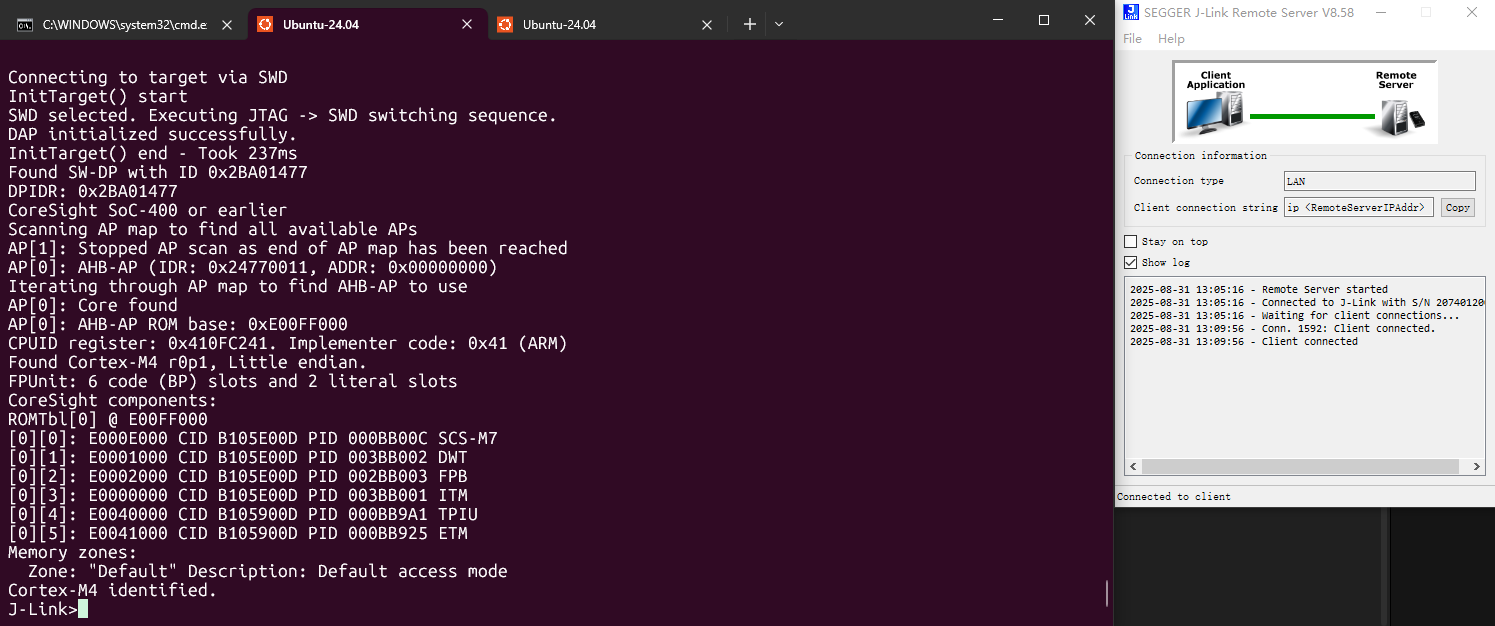 C:\WINDOWS\system32\cmd.e
Ubuntu-24.04
Ubuntu-24.04
Connecting to target via SWD
InitTarget() start
SWD selected. Executing JTAG -> SWD switching sequence.
DAP initialized successfully.
InitTarget() end - Took 237ms
Found SW-DP with ID 0x2BA01477
DPIDR: 0x2BA01477
CoreSight SoC-400 or earlier
Scanning AP map to find all available APs
AP[1]: Stopped AP scan as end of AP map has been reached
AP[0]: AHB-AP (IDR: 0x24770011, ADDR: 0x00000000)
Iterating through AP map to find AHB-AP to use
AP[0]: Core found
AP[0]: AHB-AP ROM base: 0xE00FF000
CPUID register: 0x410FC241. Implementer code: 0x41 (ARM)
Found Cortex-M4 r0p1, Little endian.
FPUnit: 6 code (BP) slots and 2 literal slots
CoreSight components:
ROMTbl[0] @ E00FF000
[0][0]: E000E000 CID B105E00D PID 000BB00C SCS-M7
[0][1]: E0001000 CID B105E00D PID 003BB002 DWT
[0][2]: E0002000 CID B105E00D PID 002BB003 FPB
[0][3]: E0000000 CID B105E00D PID 003BB001 ITM
[0][4]: E0040000 CID B105900D PID 000BB9A1 TPIU
[0][5]: E0041000 CID B105900D PID 000BB925 ETM
Memory zones:
  Zone: "Default" Description: Default access mode
Cortex-M4 identified.
J-Link>
SEGGER J-Link Remote Server V8.58
File Help
Client Application
Remote Server
Connection information
Connection type LAN
Client connection string ip <RemoteServerIPAddr> Copy
Stay on top
Show log
2025-08-31 13:05:16 - Remote Server started
2025-08-31 13:05:16 - Connected to J-Link with S/N 20740120
2025-08-31 13:05:16 - Waiting for client connections...
2025-08-31 13:09:56 - Conn. 1592: Client connected.
2025-08-31 13:09:56 - Client connected
Connected to client